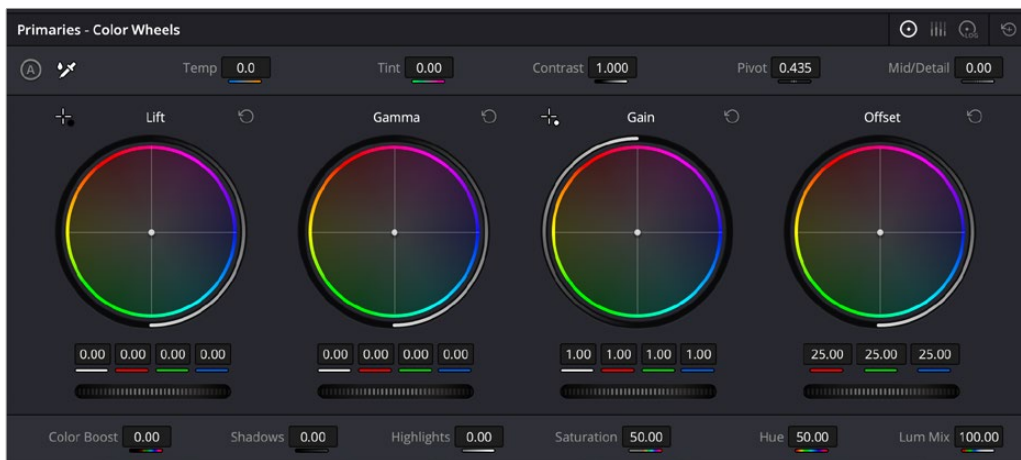 Primaries - Color Wheels
LOG
A Temp 0.0 Tint 0.00 Contrast 1.000 Pivot 0.435 Mid/Detail 0.00
Lift Gamma Gain Offset
0.00 0.00 0.00 0.00 0.00 0.00 0.00 0.00 1.00 1.00 1.00 1.00 25.00 25.00 25.00
Color Boost 0.00 Shadows 0.00 Highlights 0.00 Saturation 50.00 Hue 50.00 Lum Mix 100.00